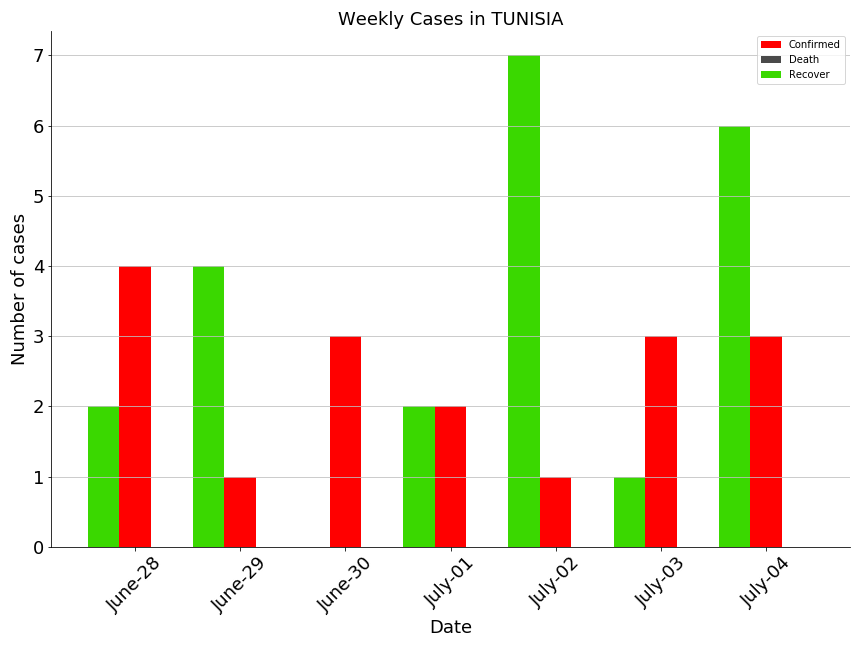 Weekly Cases in TUNISIA
Confirmed
Death
Recover
Number of cases
7
6
5
4
3
2
1
0
June-28
June-29
June-30
July-01
July-02
July-03
July-04
Date